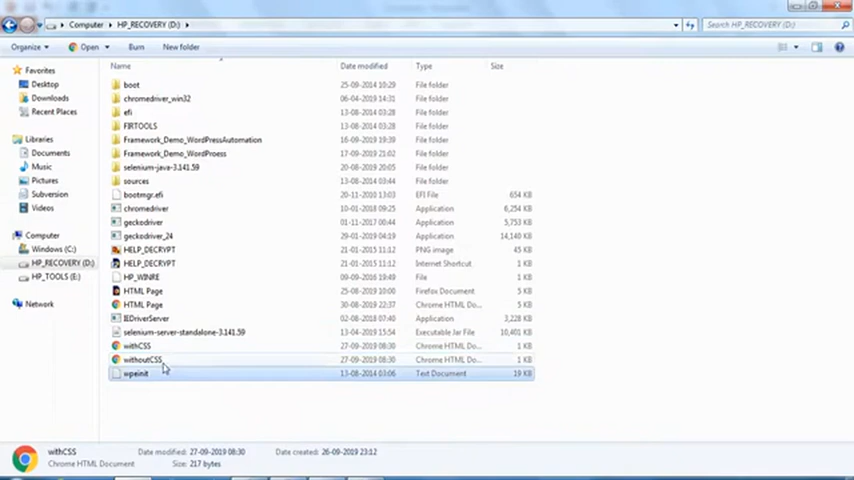 Computer HP_RECOVERY (D:)
Search HP_RECOVERY (D:)
Organize Open Burn New folder
Name Date modified Type Size
Favorites
Desktop
Downloads
Recent Places
Libraries
Documents
Music
Pictures
Subversion
Videos
Computer
Windows (C:)
HP_RECOVERY (D:)
HP_TOOLS (E:)
Network
boot 25-09-2014 10:29 File folder
chromedriver_win32 06-04-2019 14:31 File folder
efi 13-08-2014 03:28 File folder
FIRTOOLS 13-08-2014 03:28 File folder
Framework_Demo_WordPressAutomation 16-09-2019 19:39 File folder
Framework_Demo_WordProess 17-09-2019 21:02 File folder
selenium-java-3.141.59 20-08-2019 20:05 File folder
sources 13-08-2014 03:44 File folder
bootmgr.efi 20-11-2010 13:03 EFI File 654 KB
chromedriver 10-01-2018 09:25 Application 6,254 KB
geckodriver 01-11-2017 00:44 Application 5,753 KB
geckodriver_24 29-01-2019 04:19 Application 14,140 KB
HELP_DECRYPT 21-01-2015 11:12 PNG image 45 KB
HELP_DECRYPT 21-01-2015 11:12 Internet Shortcut 1 KB
HP_WINRE 09-09-2016 19:49 File 1 KB
HTML Page 25-08-2019 10:00 Firefox Document 5 KB
HTML Page 30-08-2019 22:37 Chrome HTML Do... 5 KB
IEDriverServer 02-08-2018 07:40 Application 3,228 KB
selenium-server-standalone-3.141.59 13-04-2019 15:54 Executable Jar File 10,401 KB
withCSS 27-09-2019 08:30 Chrome HTML Do... 1 KB
withoutCSS 27-09-2019 08:30 Chrome HTML Do... 1 KB
wpeinit 13-08-2014 03:06 Text Document 19 KB
withCSS Date modified: 27-09-2019 08:30 Date created: 26-09-2019 23:12
Chrome HTML Document Size: 217 bytes